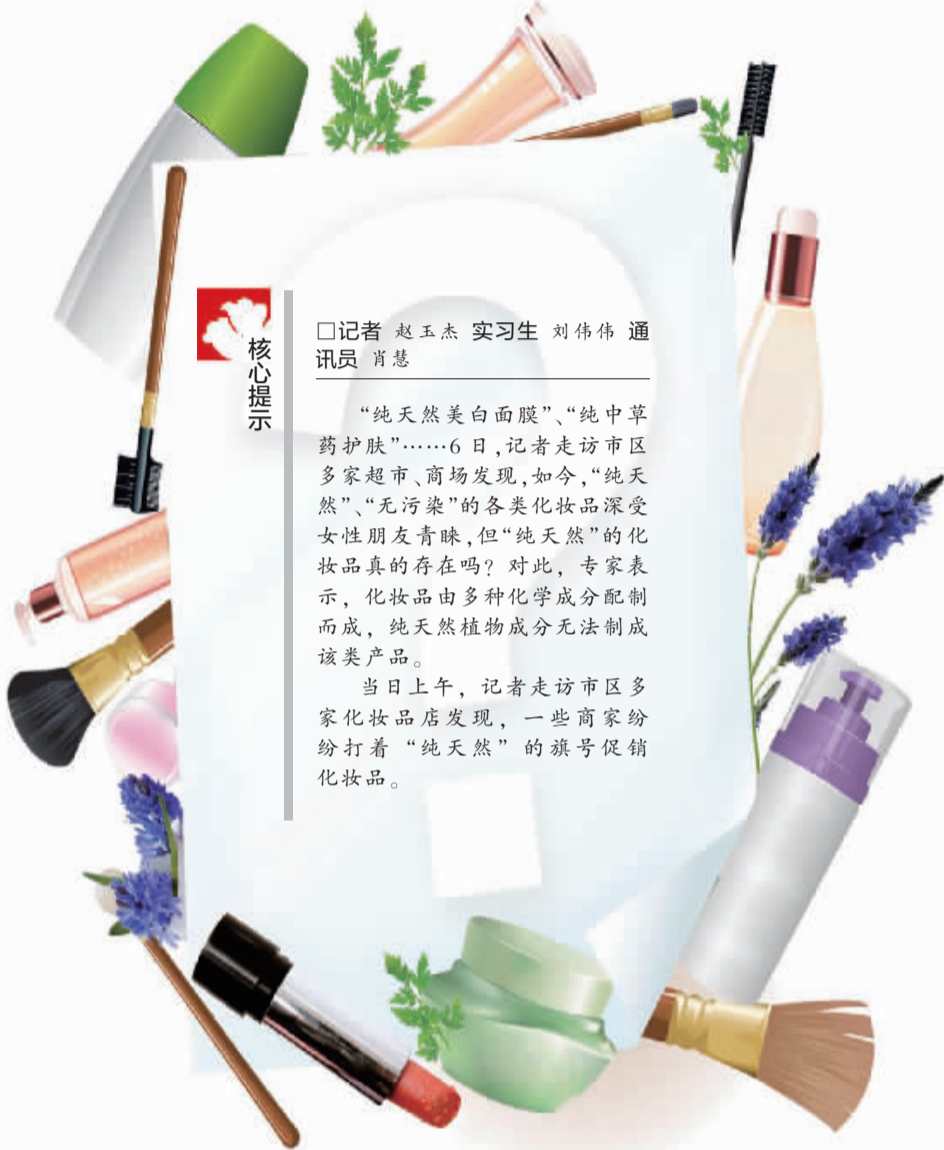 核心提示
□记者 赵玉杰 实习生 刘伟伟 通
讯员 肖慧
“纯天然美白面膜”、“纯中草
药护肤”……6日,记者走访市区
多家超市、商场发现,如今,“纯天
然”、“无污染”的各类化妆品深受
女性朋友青睐,但“纯天然”的化
妆品真的存在吗？对此，专家表
示，化妆品由多种化学成分配制
而成，纯天然植物成分无法制成
该类产品。
当日上午，记者走访市区多
家化妆品店发现，一些商家纷
纷打着“纯天然”的旗号促销
化妆品。